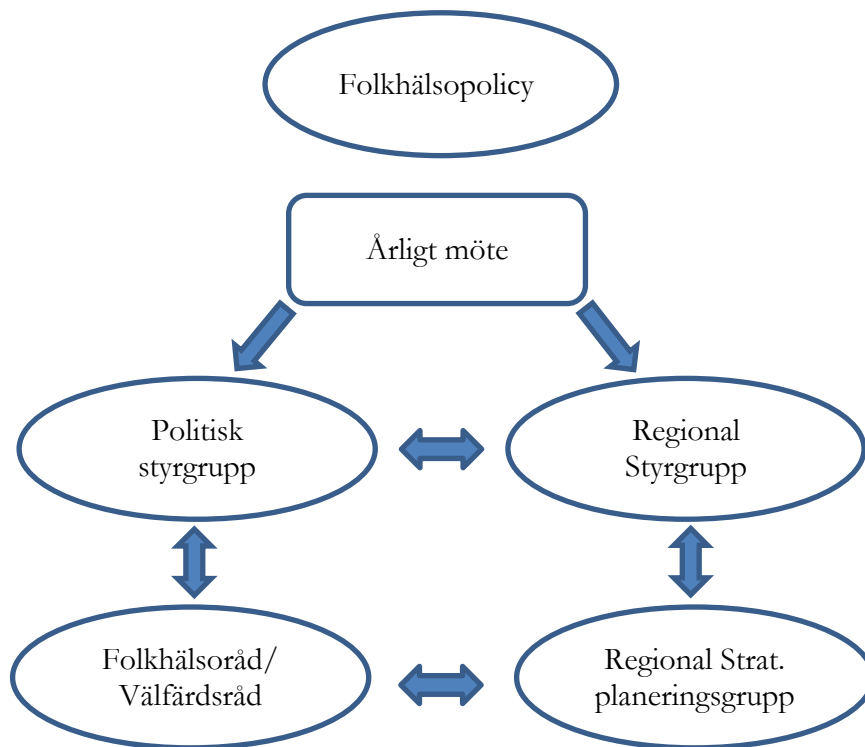 Folkhälsopolicy
Årligt möte
Politisk
styrgrupp
Regional
Styrgrupp
Folkhälsoråd/
Välfärdsråd
Regional Strat.
planeringsgrupp